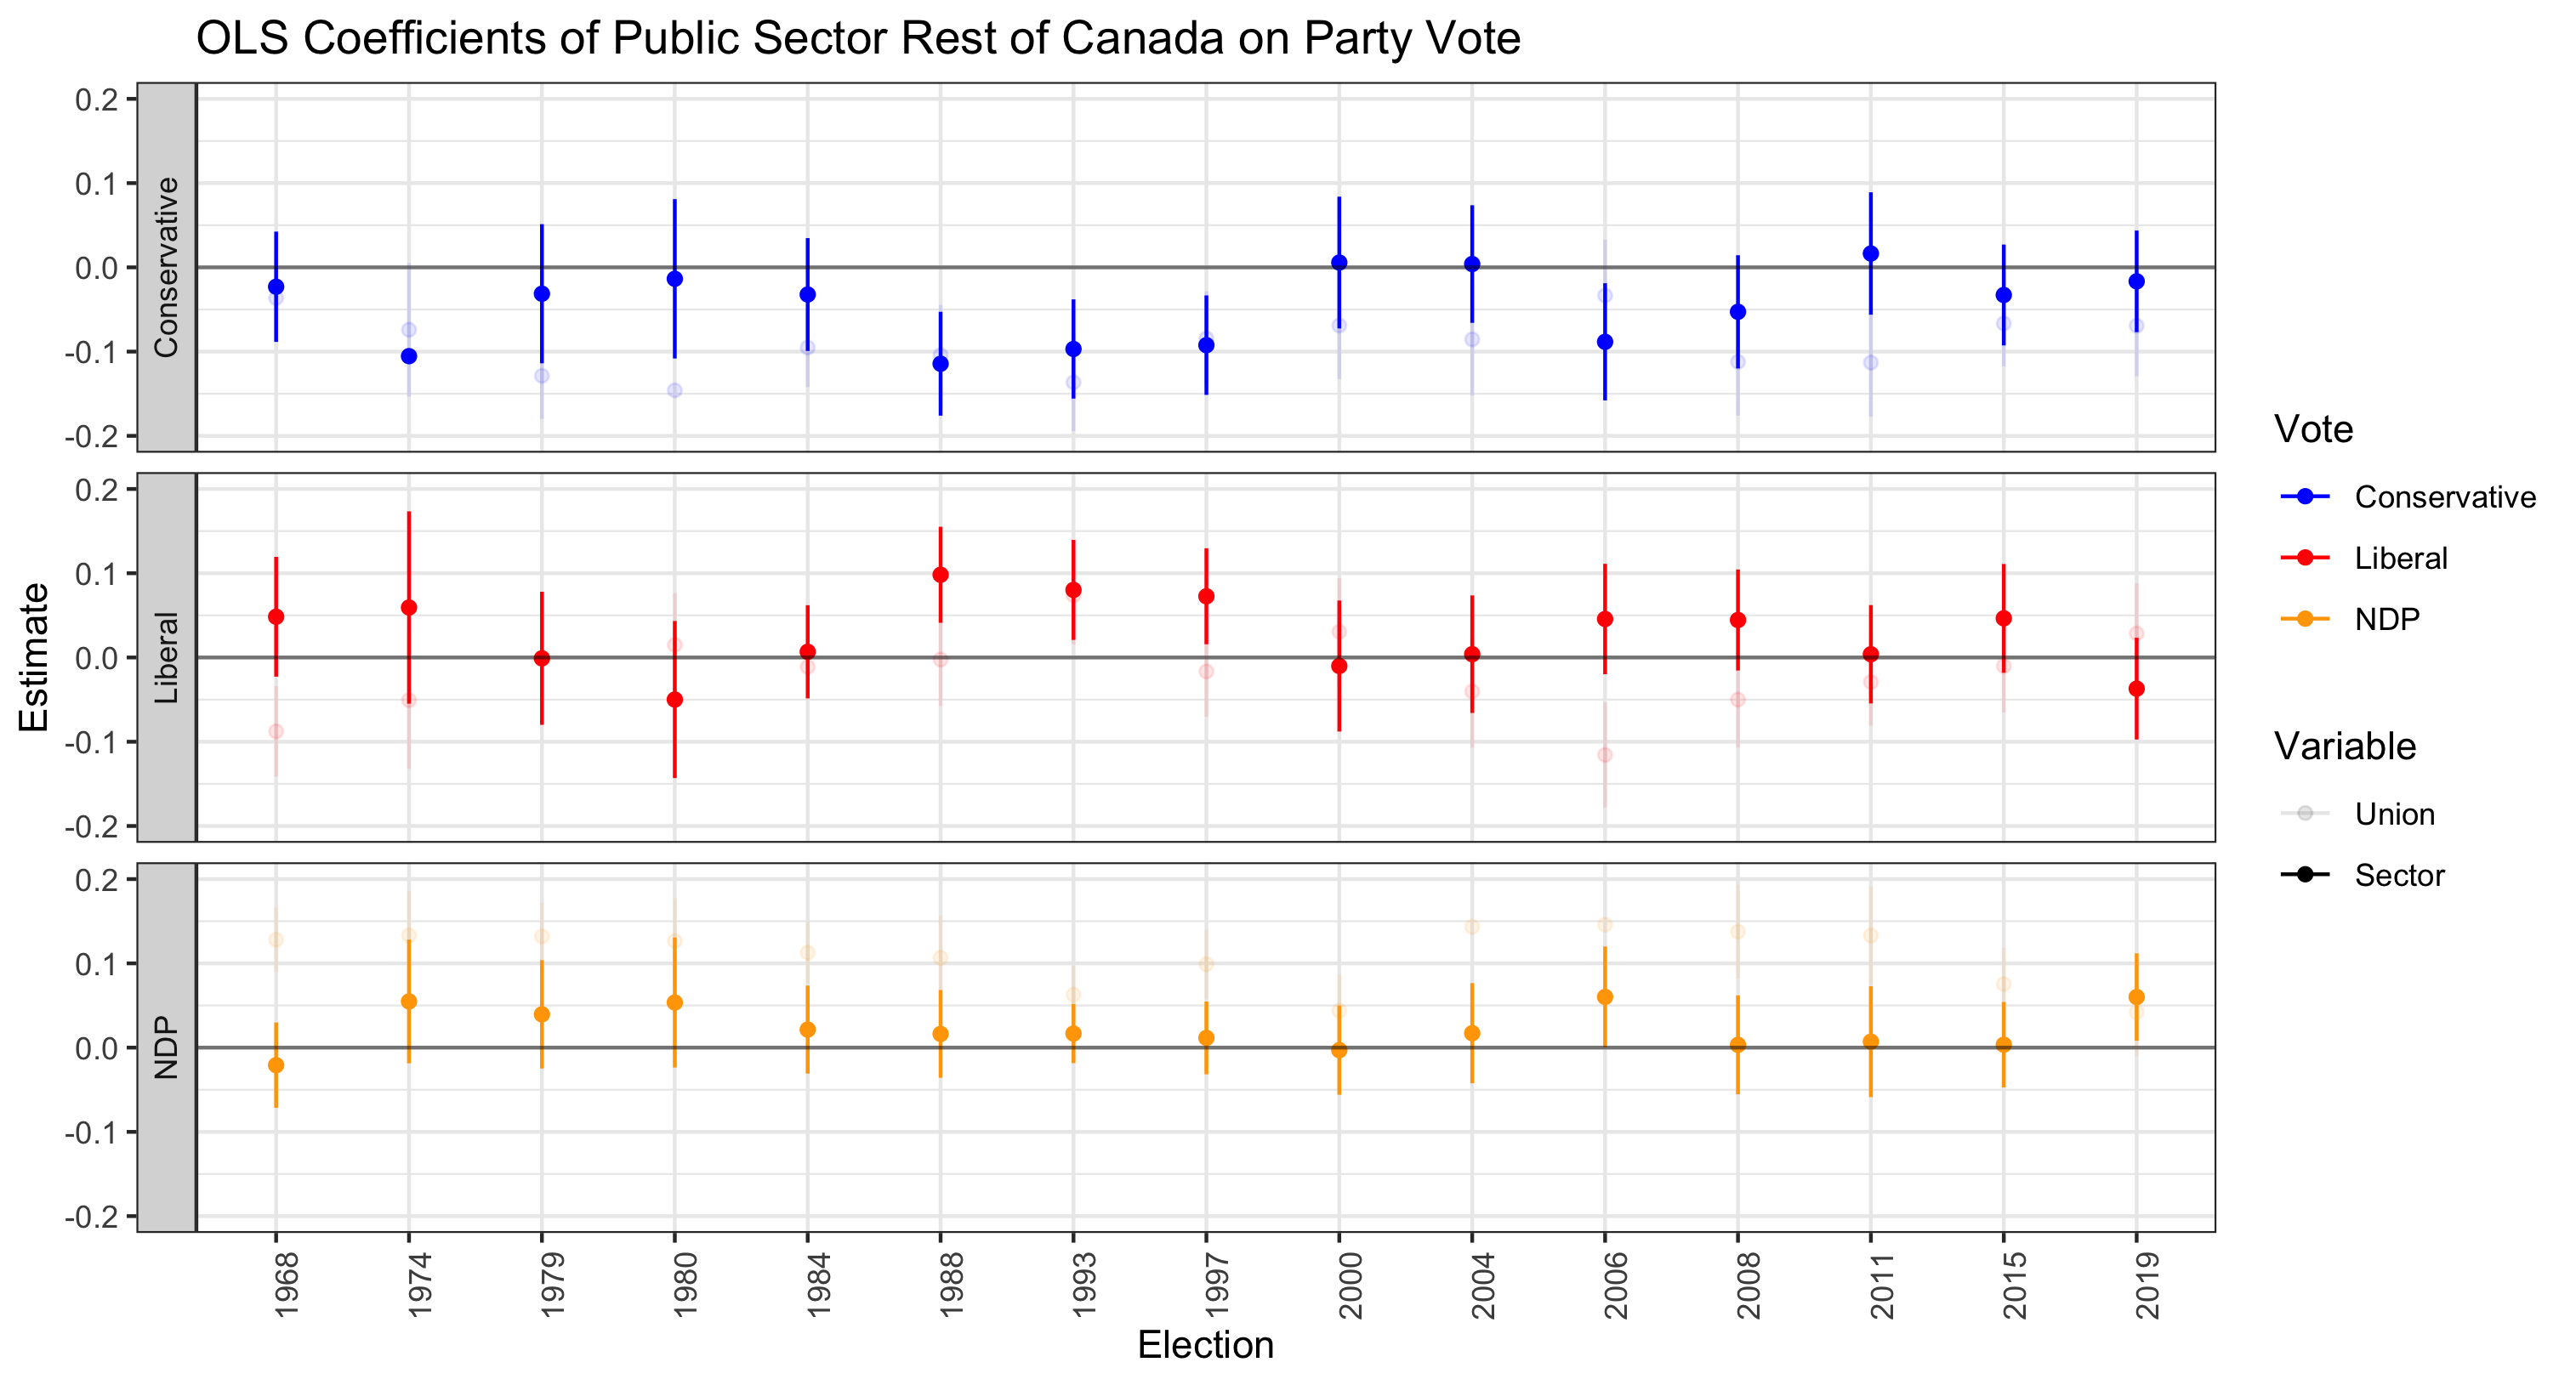 OLS Coefficients of Public Sector Rest of Canada on Party Vote
Estimate
Conservative
0.2
0.1
0.0
-0.1
-0.2
Liberal
0.2
0.1
0.0
-0.1
-0.2
NDP
0.2
0.1
0.0
-0.1
-0.2
1968 1974 1979 1980 1984 1988 1993 1997 2000 2004 2006 2008 2011 2015 2019
Election
Vote
Conservative
Liberal
NDP
Variable
Union
Sector